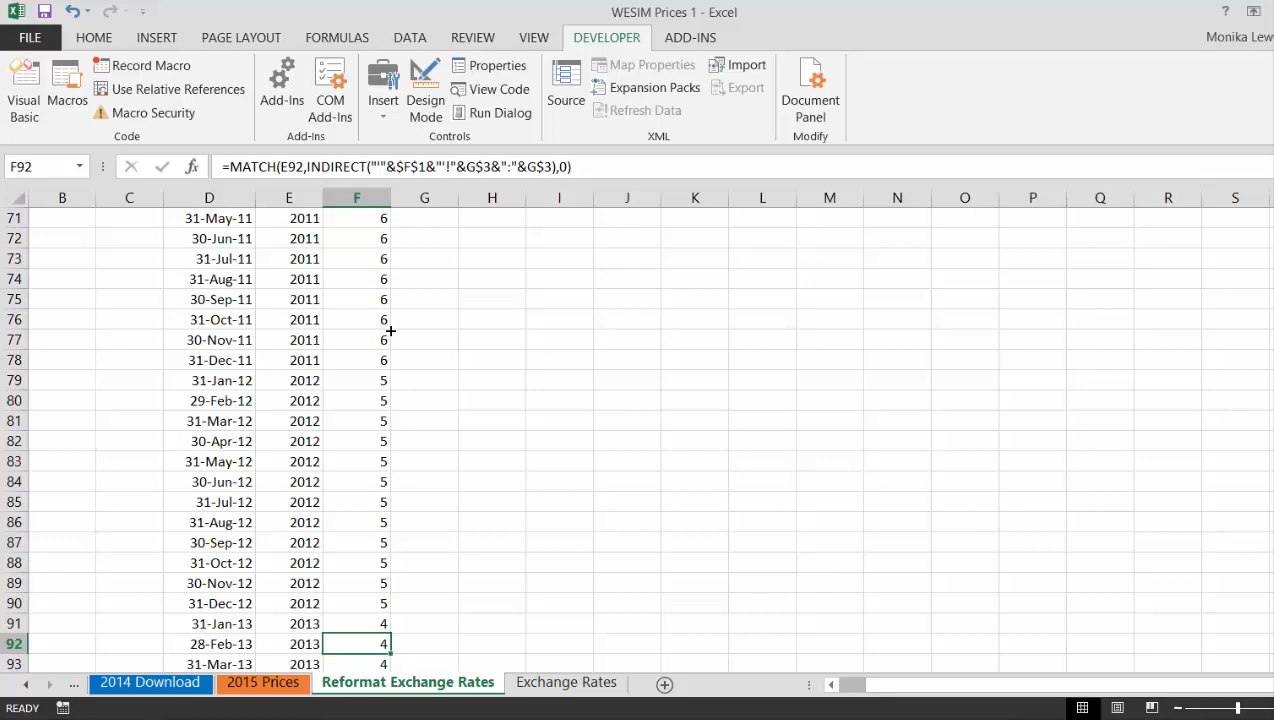 WESIM Prices 1 - Excel
?
FILE HOME INSERT PAGE LAYOUT FORMULAS DATA REVIEW VIEW DEVELOPER ADD-INS Monika Lew
Visual Basic
Macros
Record Macro
Use Relative References
Macro Security
Code
Add-Ins
COM Add-Ins
Add-Ins
Insert
Design Mode
Properties
View Code
Run Dialog
Controls
Source
Map Properties
Expansion Packs
Refresh Data
Import
Export
XML
Document Panel
Modify
F92 fx =MATCH(E92,INDIRECT("'"&$F$1&"'!"&G$3&":"&G$3),0)
B C D E F G H I J K L M N O P Q R S
71 31-May-11 2011 6
72 30-Jun-11 2011 6
73 31-Jul-11 2011 6
74 31-Aug-11 2011 6
75 30-Sep-11 2011 6
76 31-Oct-11 2011 6
77 30-Nov-11 2011 6
78 31-Dec-11 2011 6
79 31-Jan-12 2012 5
80 29-Feb-12 2012 5
81 31-Mar-12 2012 5
82 30-Apr-12 2012 5
83 31-May-12 2012 5
84 30-Jun-12 2012 5
85 31-Jul-12 2012 5
86 31-Aug-12 2012 5
87 30-Sep-12 2012 5
88 31-Oct-12 2012 5
89 30-Nov-12 2012 5
90 31-Dec-12 2012 5
91 31-Jan-13 2013 4
92 28-Feb-13 2013 4
93 31-Mar-13 2013 4
... 2014 Download 2015 Prices Reformat Exchange Rates Exchange Rates
READY